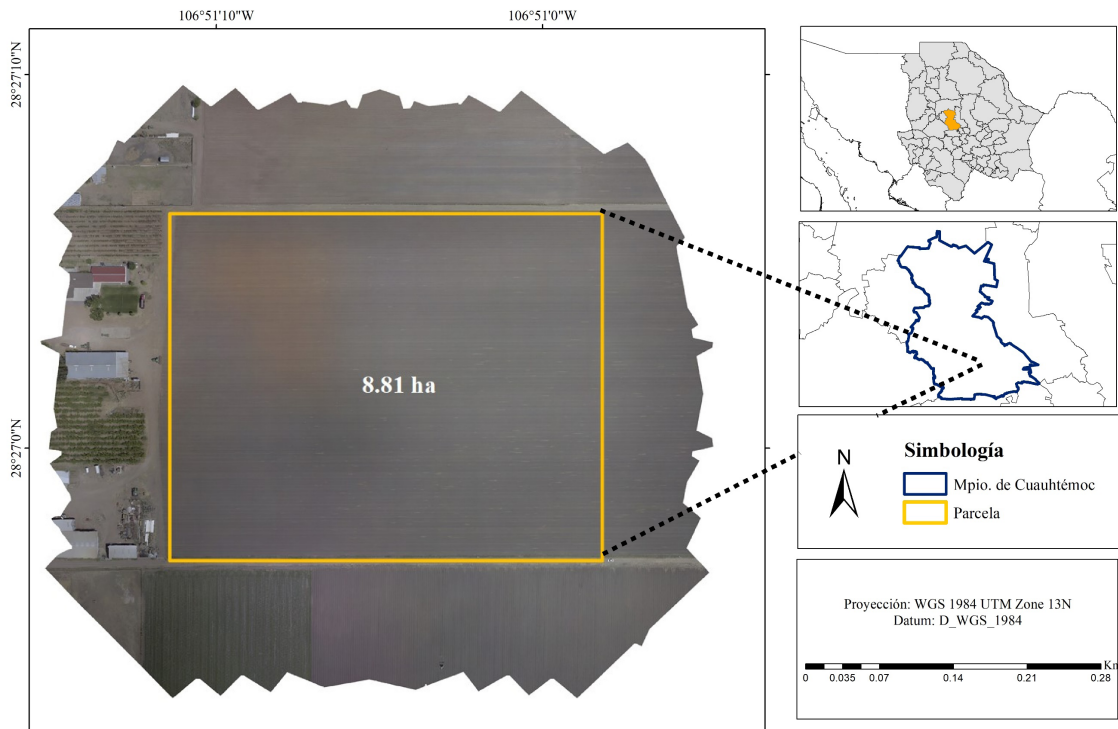 106°51'10"W
106°51'0"W
28°27'10"N
28°27'0"N
8.81 ha
N
Simbología
Mpio. de Cuauhtémoc
Parcela
Proyección: WGS 1984 UTM Zone 13N
Datum: D_WGS_1984
Km
0 0.035 0.07 0.14 0.21 0.28